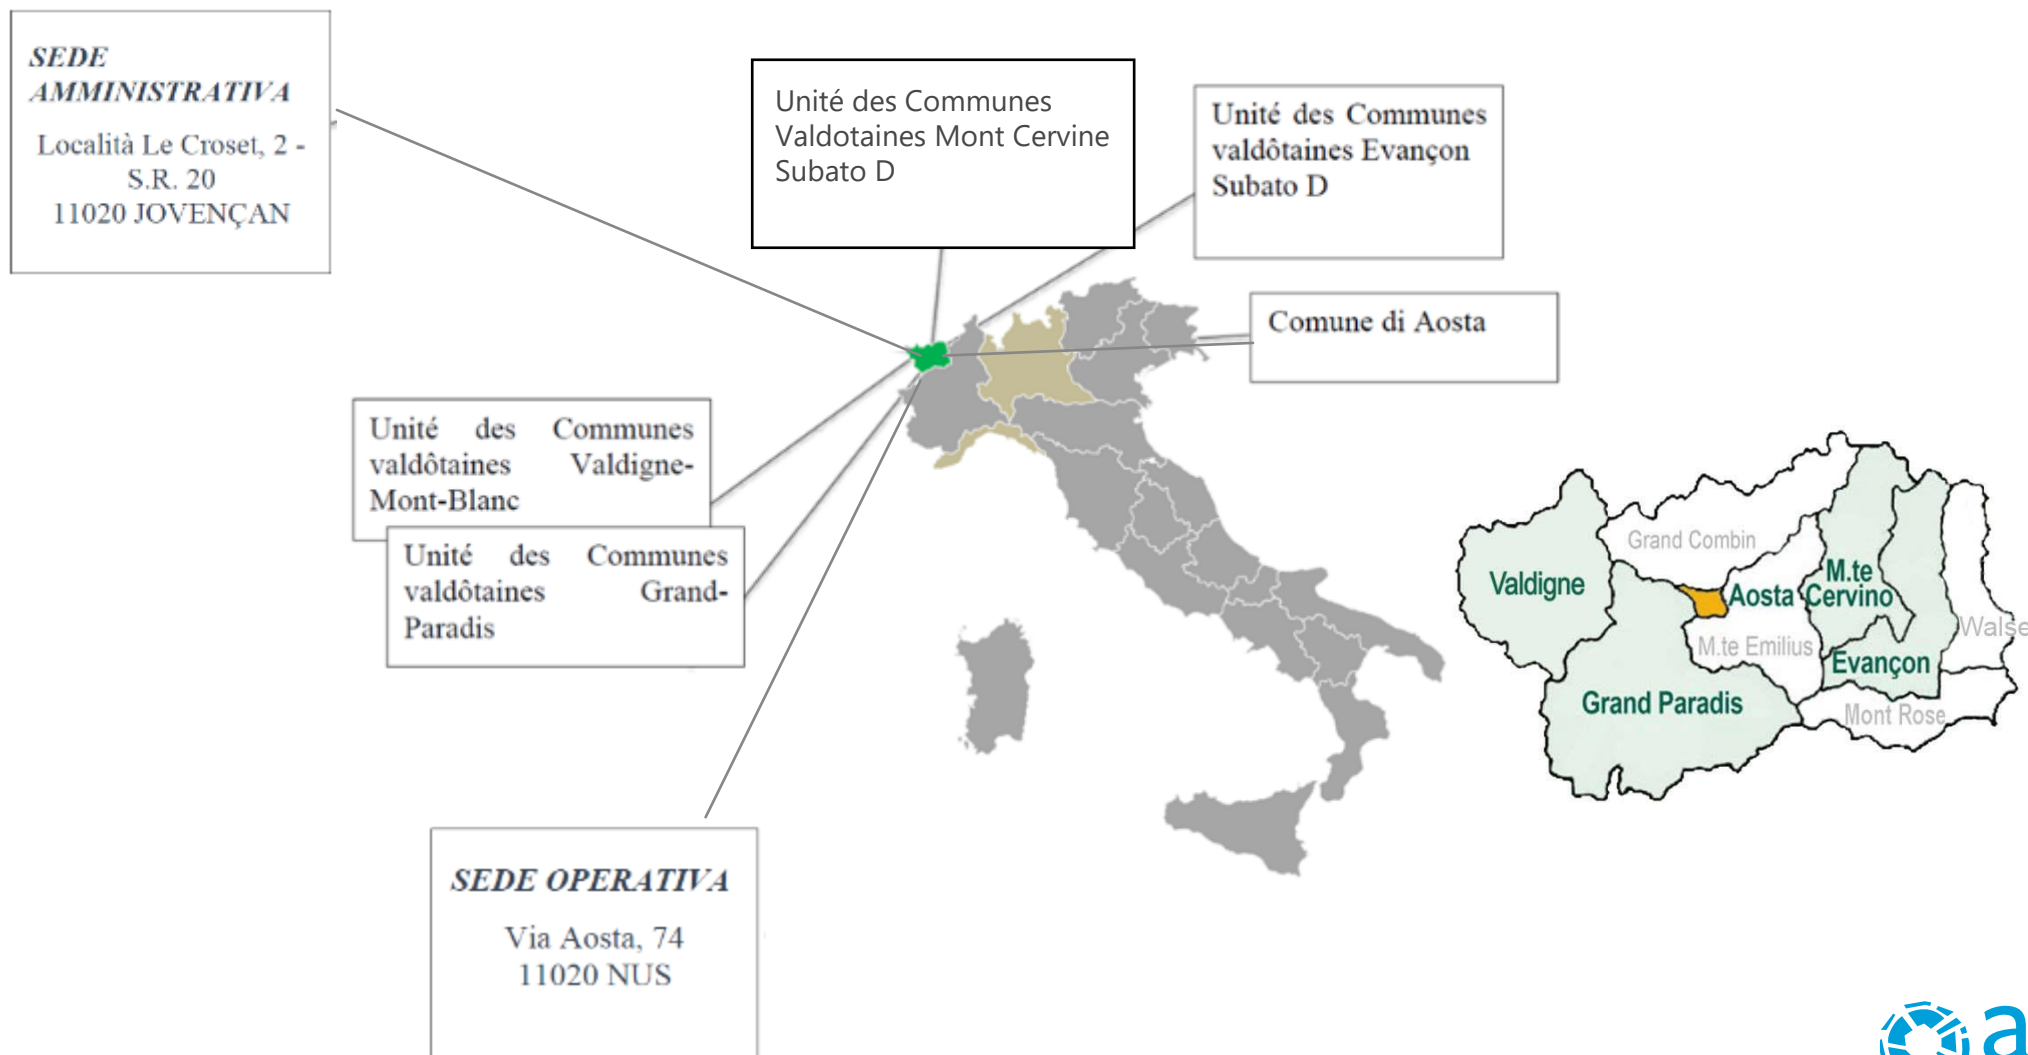 SEDE
AMMINISTRATIVA
Località Le Croset, 2 -
S.R. 20
11020 JOVENÇAN
Unité des Communes
Valdotaines Mont Cervine
Subato D
Unité des Communes
valdôtaines Evançon
Subato D
Comune di Aosta
Unité des Communes
valdôtaines Valdigne-
Mont-Blanc
Unité des Communes
valdôtaines Grand-
Paradis
SEDE OPERATIVA
Via Aosta, 74
11020 NUS
Grand Combin
Valdigne
Aosta
M.te
Cervino
Walse
M.te Emilius
Evançon
Grand Paradis
Mont Rose
a